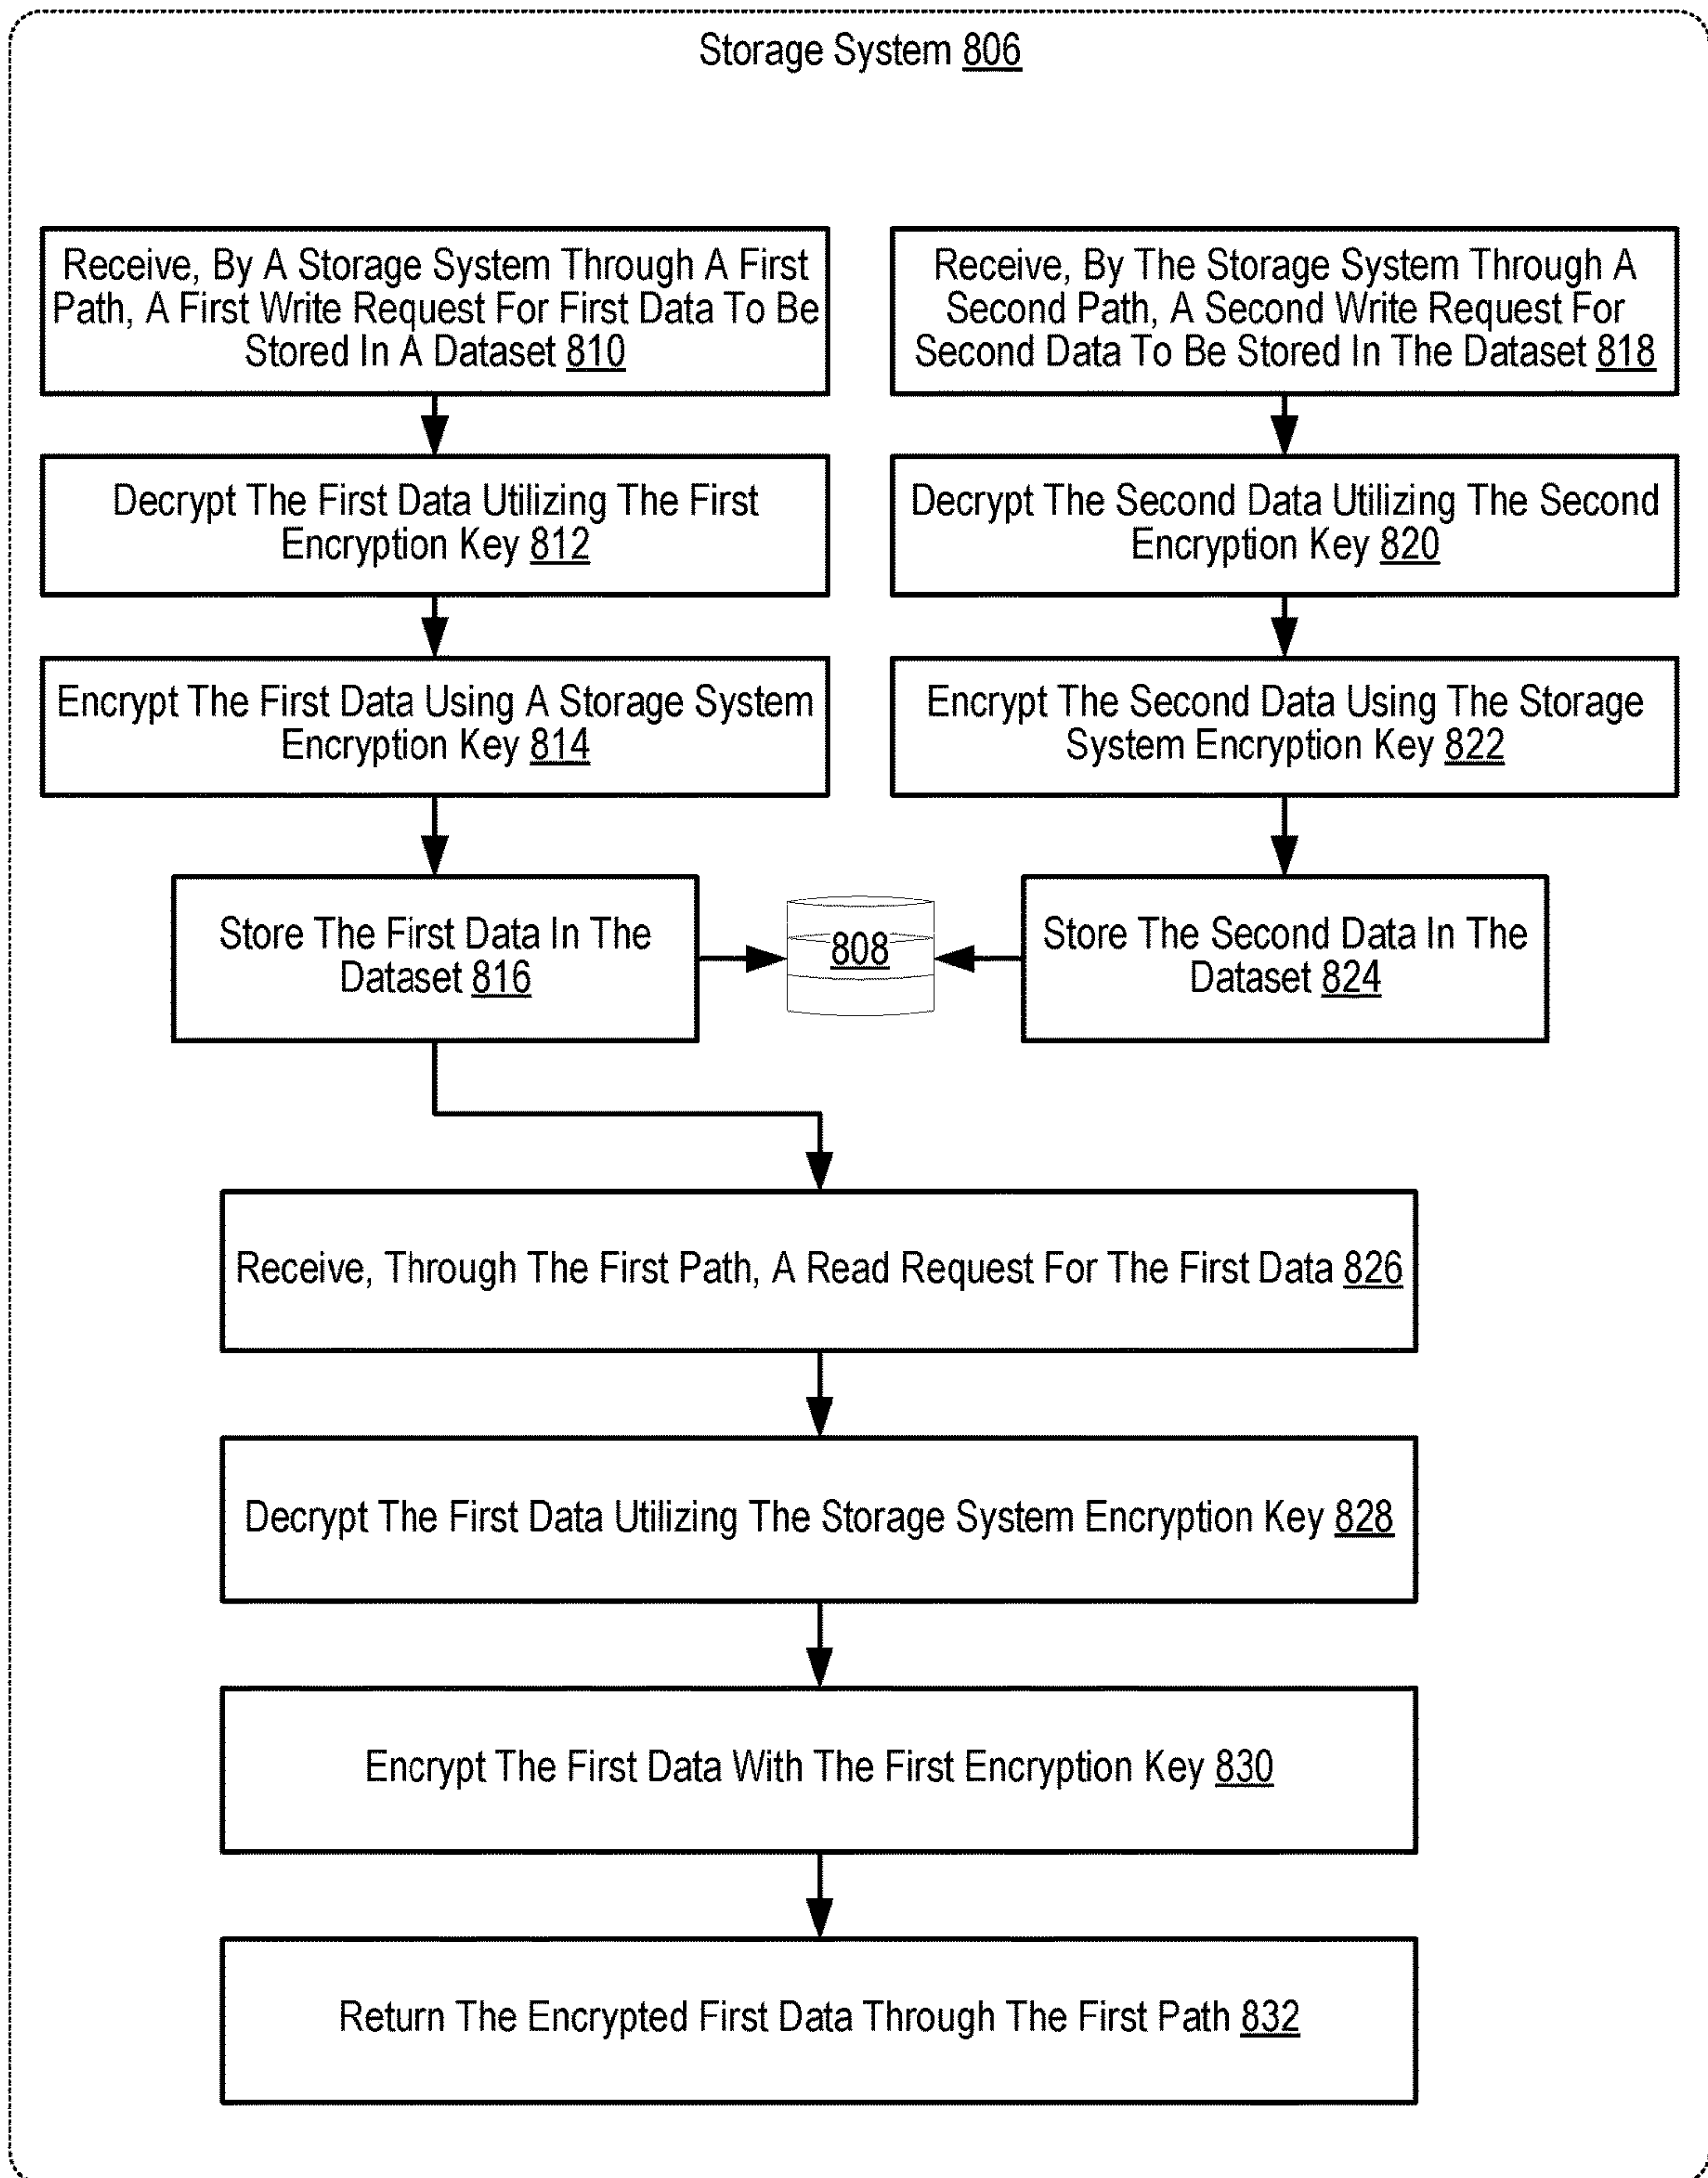 Storage System 806
Receive, By A Storage System Through A First
Path, A First Write Request For First Data To Be
Stored In A Dataset 810
Receive, By The Storage System Through A
Second Path, A Second Write Request For
Second Data To Be Stored In The Dataset 818
Decrypt The First Data Utilizing The First
Encryption Key 812
Decrypt The Second Data Utilizing The Second
Encryption Key 820
Encrypt The First Data Using A Storage System
Encryption Key 814
Encrypt The Second Data Using The Storage
System Encryption Key 822
Store The First Data In The
Dataset 816
808
Store The Second Data In The
Dataset 824
Receive, Through The First Path, A Read Request For The First Data 826
Decrypt The First Data Utilizing The Storage System Encryption Key 828
Encrypt The First Data With The First Encryption Key 830
Return The Encrypted First Data Through The First Path 832